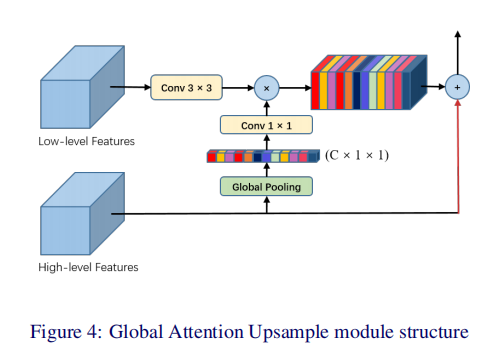 Conv 3 × 3
×
+
Conv 1 × 1
Low-level Features
(C × 1 × 1)
Global Pooling
High-level Features
Figure 4: Global Attention Upsample module structure